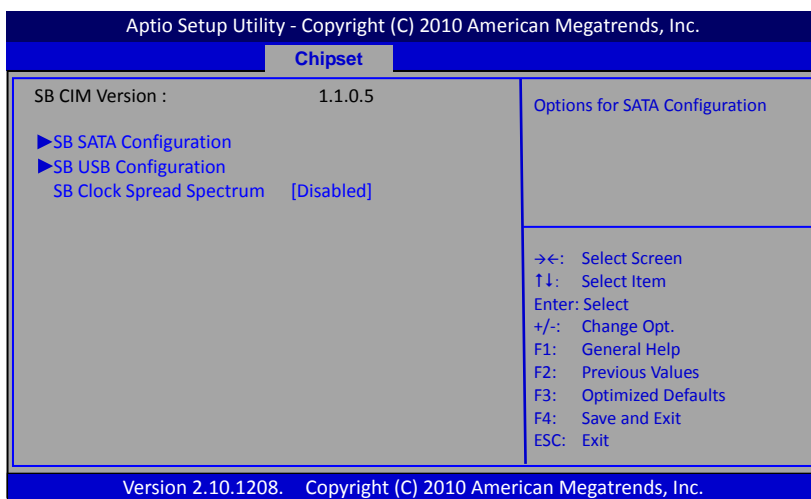 Aptio Setup Utility - Copyright (C) 2010 American Megatrends, Inc.
Chipset
SB CIM Version : 1.1.0.5
►SB SATA Configuration
►SB USB Configuration
SB Clock Spread Spectrum [Disabled]
Options for SATA Configuration
→←: Select Screen
↑↓: Select Item
Enter: Select
+/-: Change Opt.
F1: General Help
F2: Previous Values
F3: Optimized Defaults
F4: Save and Exit
ESC: Exit
Version 2.10.1208. Copyright (C) 2010 American Megatrends, Inc.